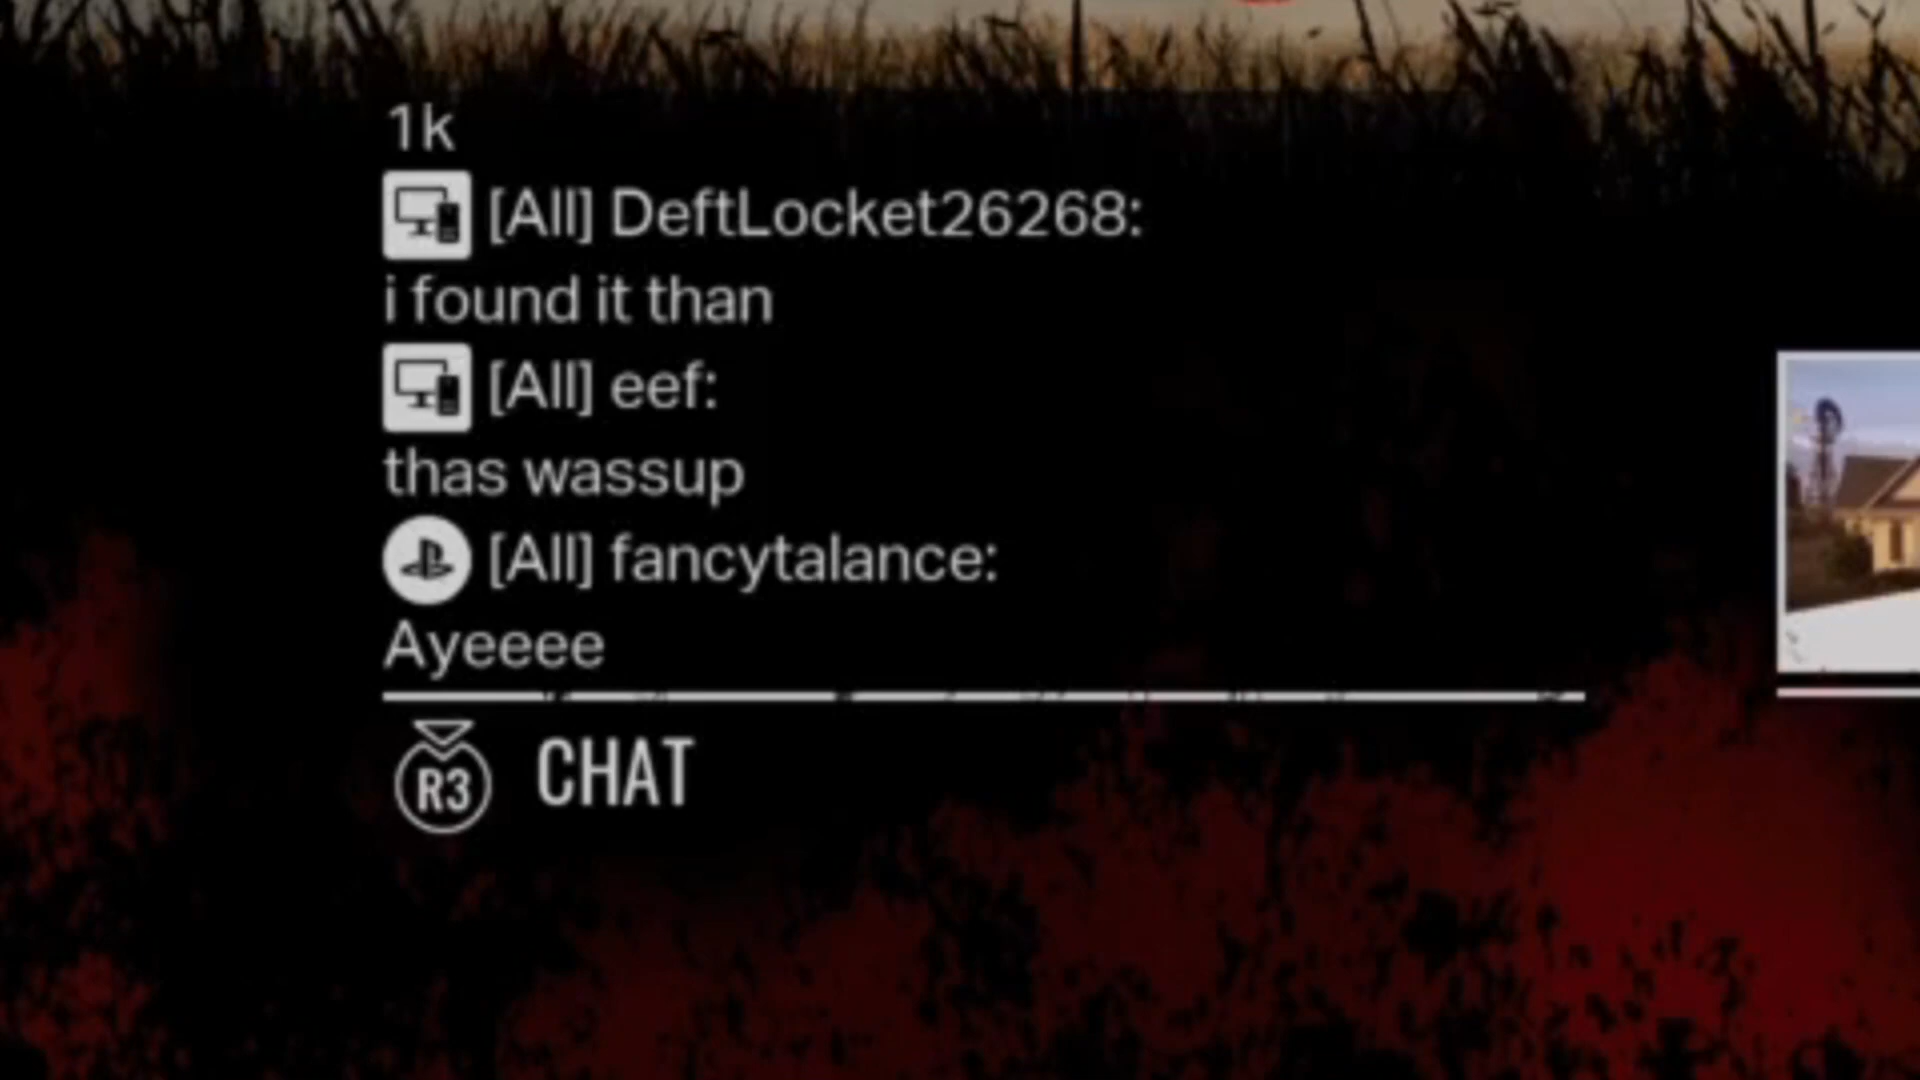 1k
[All] DeftLocket26268:
i found it than
[All] eef:
thas wassup
[All] fancytalance:
Ayeeee
R3 CHAT